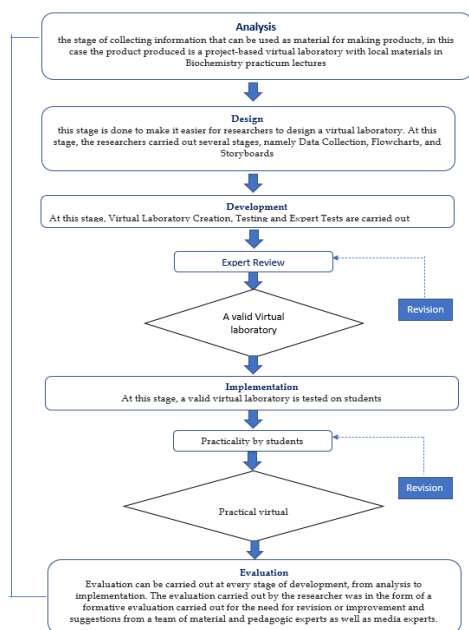 Analysis
the stage of collecting information that can be used as material for making products, in this
case the product produced is a project-based virtual laboratory with local materials in
Biochemistry practicum lectures
Design
this stage is done to make it easier for researchers to design a virtual laboratory. At this
stage, the researchers carried out several stages, namely Data Collection, Flowcharts, and
Storyboards
Development
At this stage, Virtual Laboratory Creation, Testing and Expert Tests are carried out
Expert Review
A valid Virtual
laboratory
Revision
Implementation
At this stage, a valid virtual laboratory is tested on students
Practicality by students
Revision
Practical virtual
Evaluation
Evaluation can be carried out at every stage of development, from analysis to
implementation. The evaluation carried out by the researcher was in the form of a
formative evaluation carried out for the need for revision or improvement and
suggestions from a team of material and pedagogic experts as well as media experts.